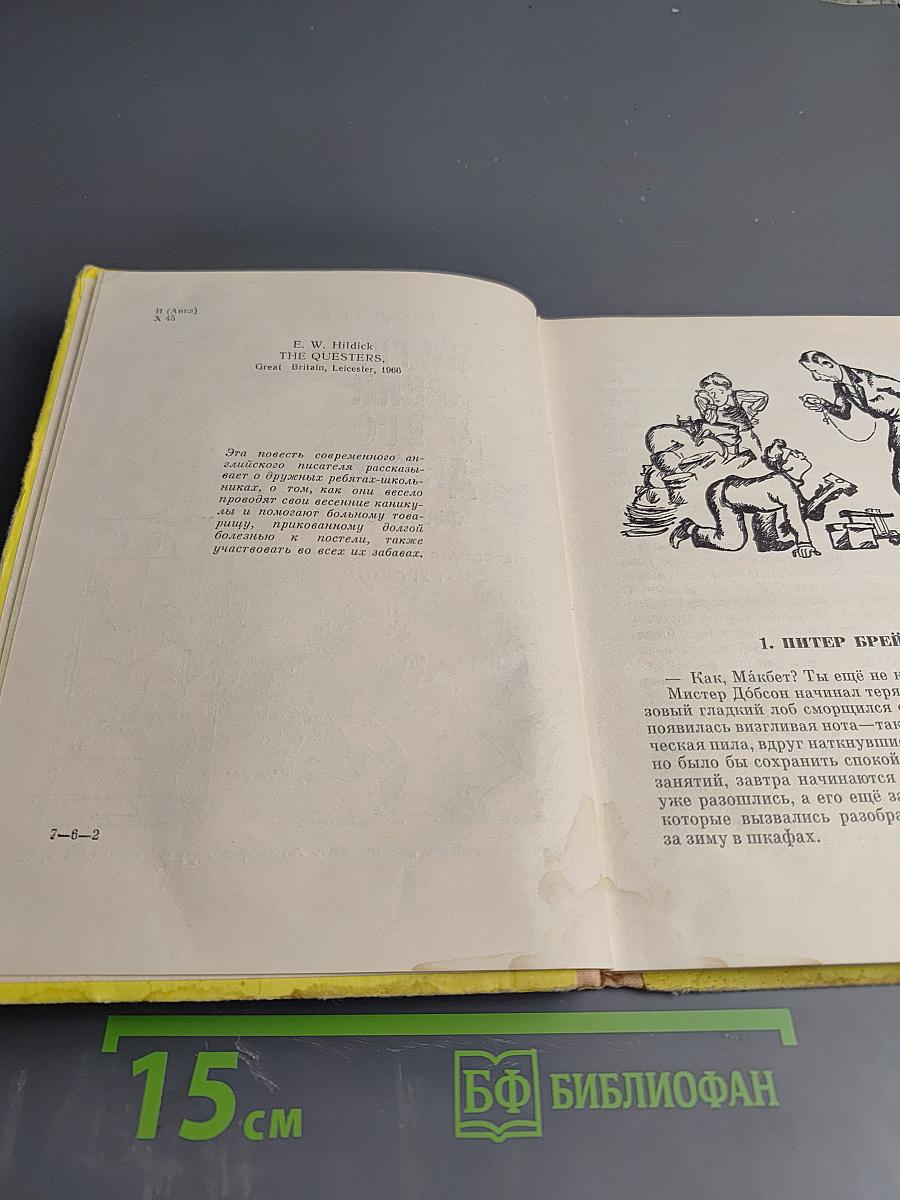 И (Англ)
Х 45
E. W. Hildick
THE QUESTERS,
Great Britain, Leicester, 1966
Эта повесть современного ан-
глийского писателя рассказы-
вает о дружных ребятах-школь-
никах, о том, как они весело
проводят свои весенние канику-
лы и помогают больному това-
рищу, прикованному долгой
болезнью к постели, также
участвовать во всех их забавах.
7—6—2
1. ПИТЕР БРЕЙ
— Как, Ма́кбет? Ты ещё не
Мистер До́бсон начинал теря
зовый гладкий лоб сморщился
появилась визгливая нота—так
ческая пила, вдруг наткнувшис
но было бы сохранить спокой
занятий, завтра начинаются
уже разошлись, а его ещё за
которые вызвались разобра
за зиму в шкафах.
15 СМ
БФ БИБЛИОФАН